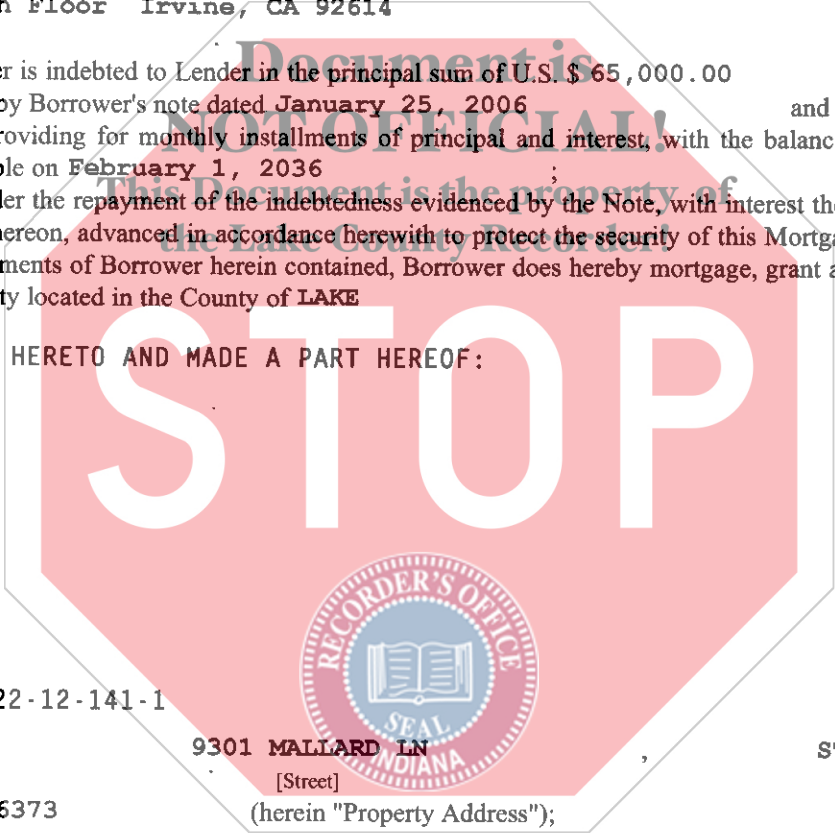 Floor Irvine, CA 92614
Document is
er is indebted to Lender in the principal sum of U.S. $ 65,000.00
by Borrower's note dated January 25, 2006 and
NOT OFFICIAL!
roviding for monthly installments of principal and interest, with the balanc
le on February 1, 2036 ;
This Document is the property of
er the repayment of the indebtedness evidenced by the Note, with interest the
hereon, advanced in accordance herewith to protect the security of this Mortga
the Lake County Recorder!
ments of Borrower herein contained, Borrower does hereby mortgage, grant a
ty located in the County of LAKE
HERETO AND MADE A PART HEREOF:
STOP
RECORDER'S OFFICE
SEAL
INDIANA
22-12-141-1
9301 MALLARD LN , S
[Street]
6373 (herein "Property Address");